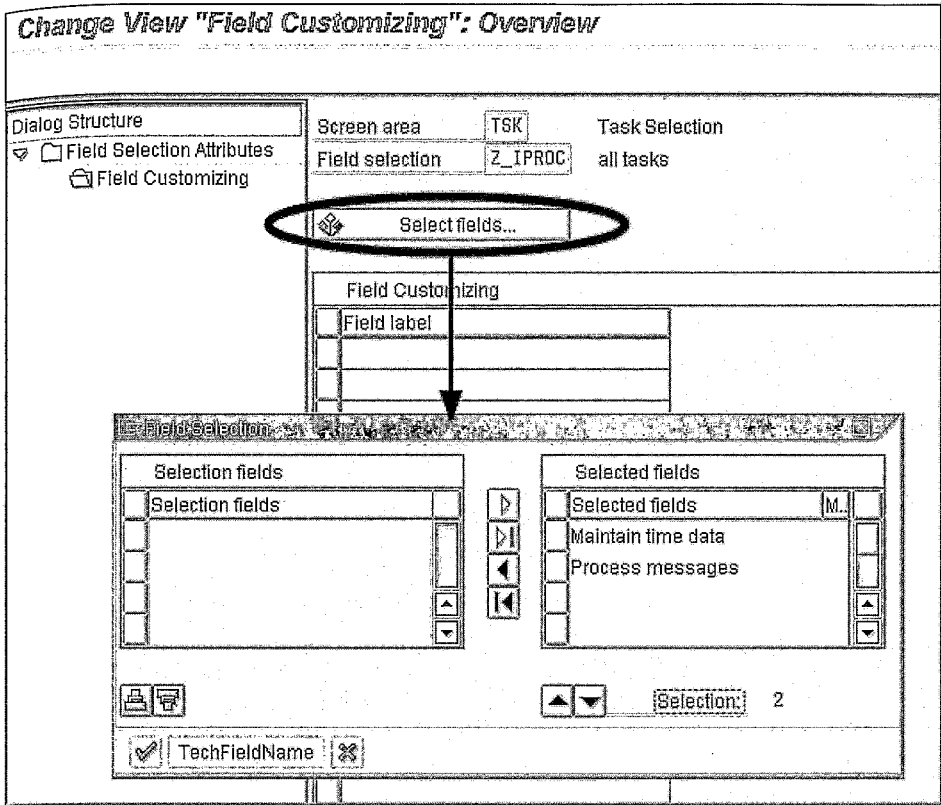 Change View "Field Customizing": Overview
Dialog Structure
Field Selection Attributes
Field Customizing
Screen area TSK Task Selection
Field selection Z_IPROC all tasks
Select fields...
Field Customizing
Field label
Field Selection
Selection fields
Selection fields
Selected fields
Selected fields M..
Maintain time data
Process messages
Selection: 2
TechFieldName